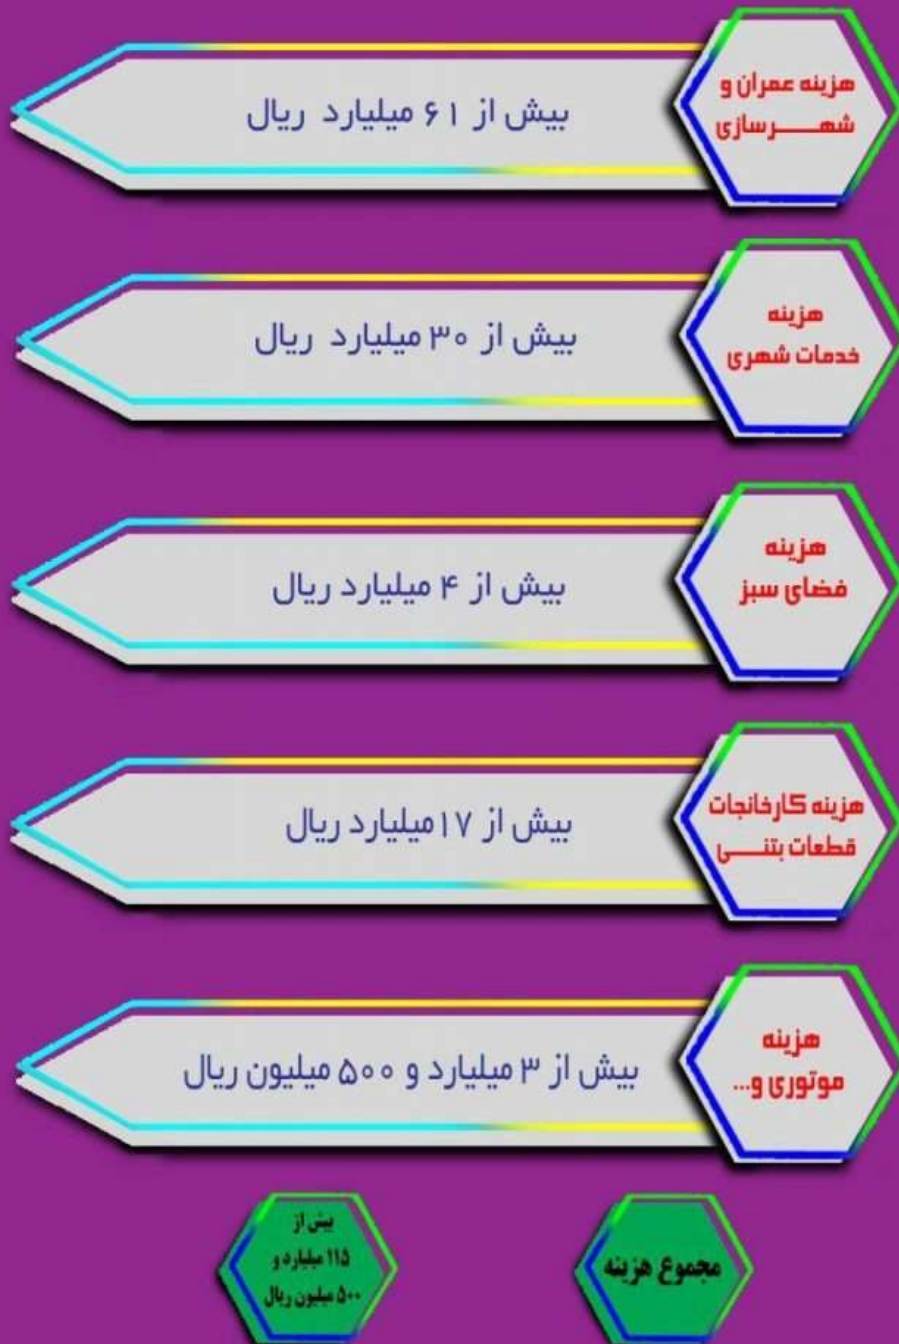 هزینه عمران و
شهرسازی
بیش از ۶۱ میلیارد ریال
هزینه
خدمات شهری
بیش از ۳۰ میلیارد ریال
هزینه
فضای سبز
بیش از ۴ میلیارد ریال
هزینه کارخانجات
قطعات بتنی
بیش از ۱۷ میلیارد ریال
هزینه
موتوری و...
بیش از ۳ میلیارد و ۵۰۰ میلیون ریال
مجموع هزینه
بیش از
۱۱۵ میلیارد و
۵۰۰ میلیون ریال